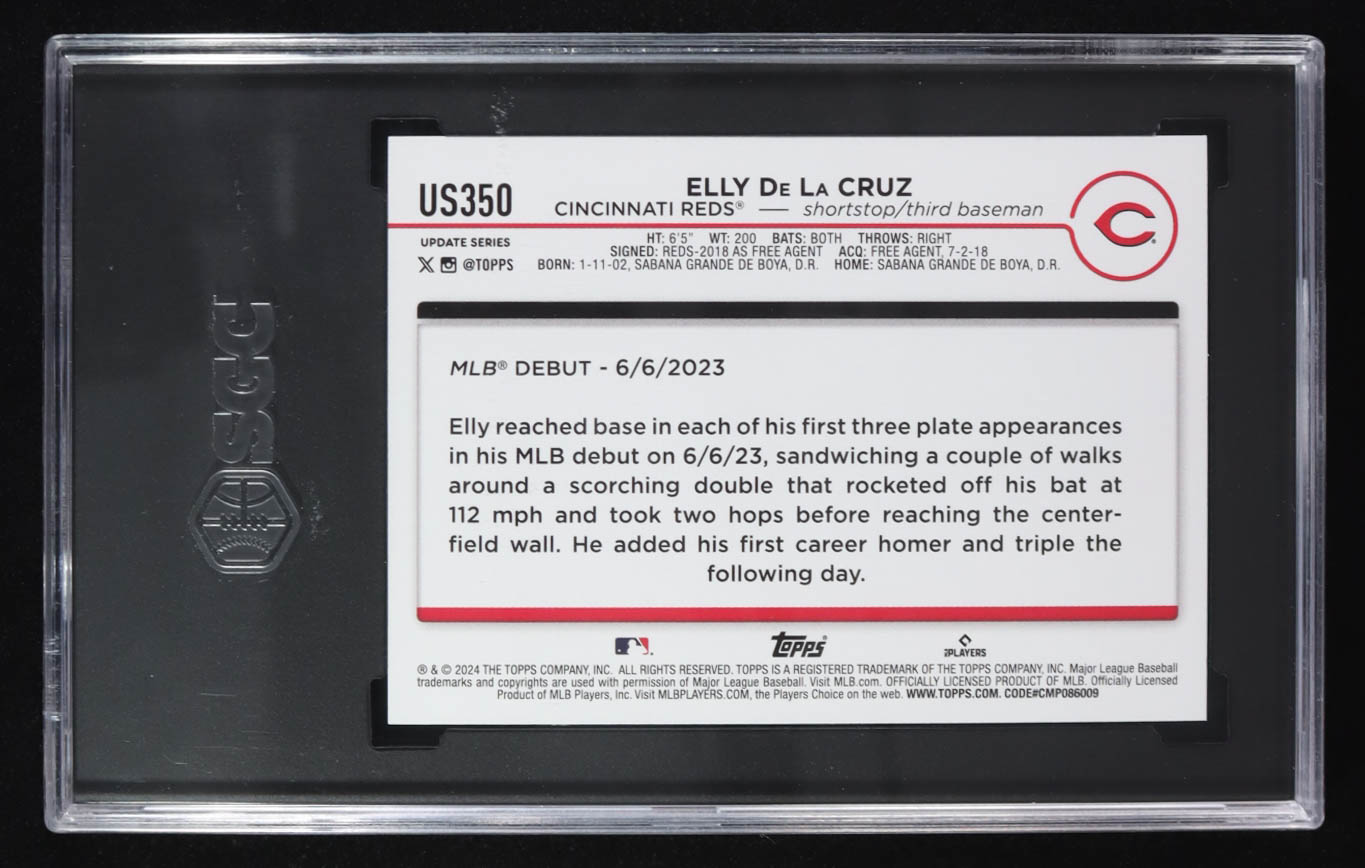 SGC
US350
ELLY DE LA CRUZ
CINCINNATI REDS® — shortstop/third baseman
C
UPDATE SERIES
@TOPPS
HT: 6'5" WT: 200 BATS: BOTH THROWS: RIGHT
SIGNED: REDS-2018 AS FREE AGENT ACQ: FREE AGENT, 7-2-18
BORN: 1-11-02, SABANA GRANDE DE BOYA, D.R. HOME: SABANA GRANDE DE BOYA, D.R.
MLB® DEBUT - 6/6/2023
Elly reached base in each of his first three plate appearances
in his MLB debut on 6/6/23, sandwiching a couple of walks
around a scorching double that rocketed off his bat at
112 mph and took two hops before reaching the center-
field wall. He added his first career homer and triple the
following day.
TOPPS®
PLAYERS
® & © 2024 THE TOPPS COMPANY, INC. ALL RIGHTS RESERVED. TOPPS IS A REGISTERED TRADEMARK OF THE TOPPS COMPANY, INC. Major League Baseball
trademarks and copyrights are used with permission of Major League Baseball. Visit MLB.com. OFFICIALLY LICENSED PRODUCT OF MLB. Officially Licensed
Product of MLB Players, Inc. Visit MLBPLAYERS.COM, the Players Choice on the web. WWW.TOPPS.COM. CODE#CMP086009